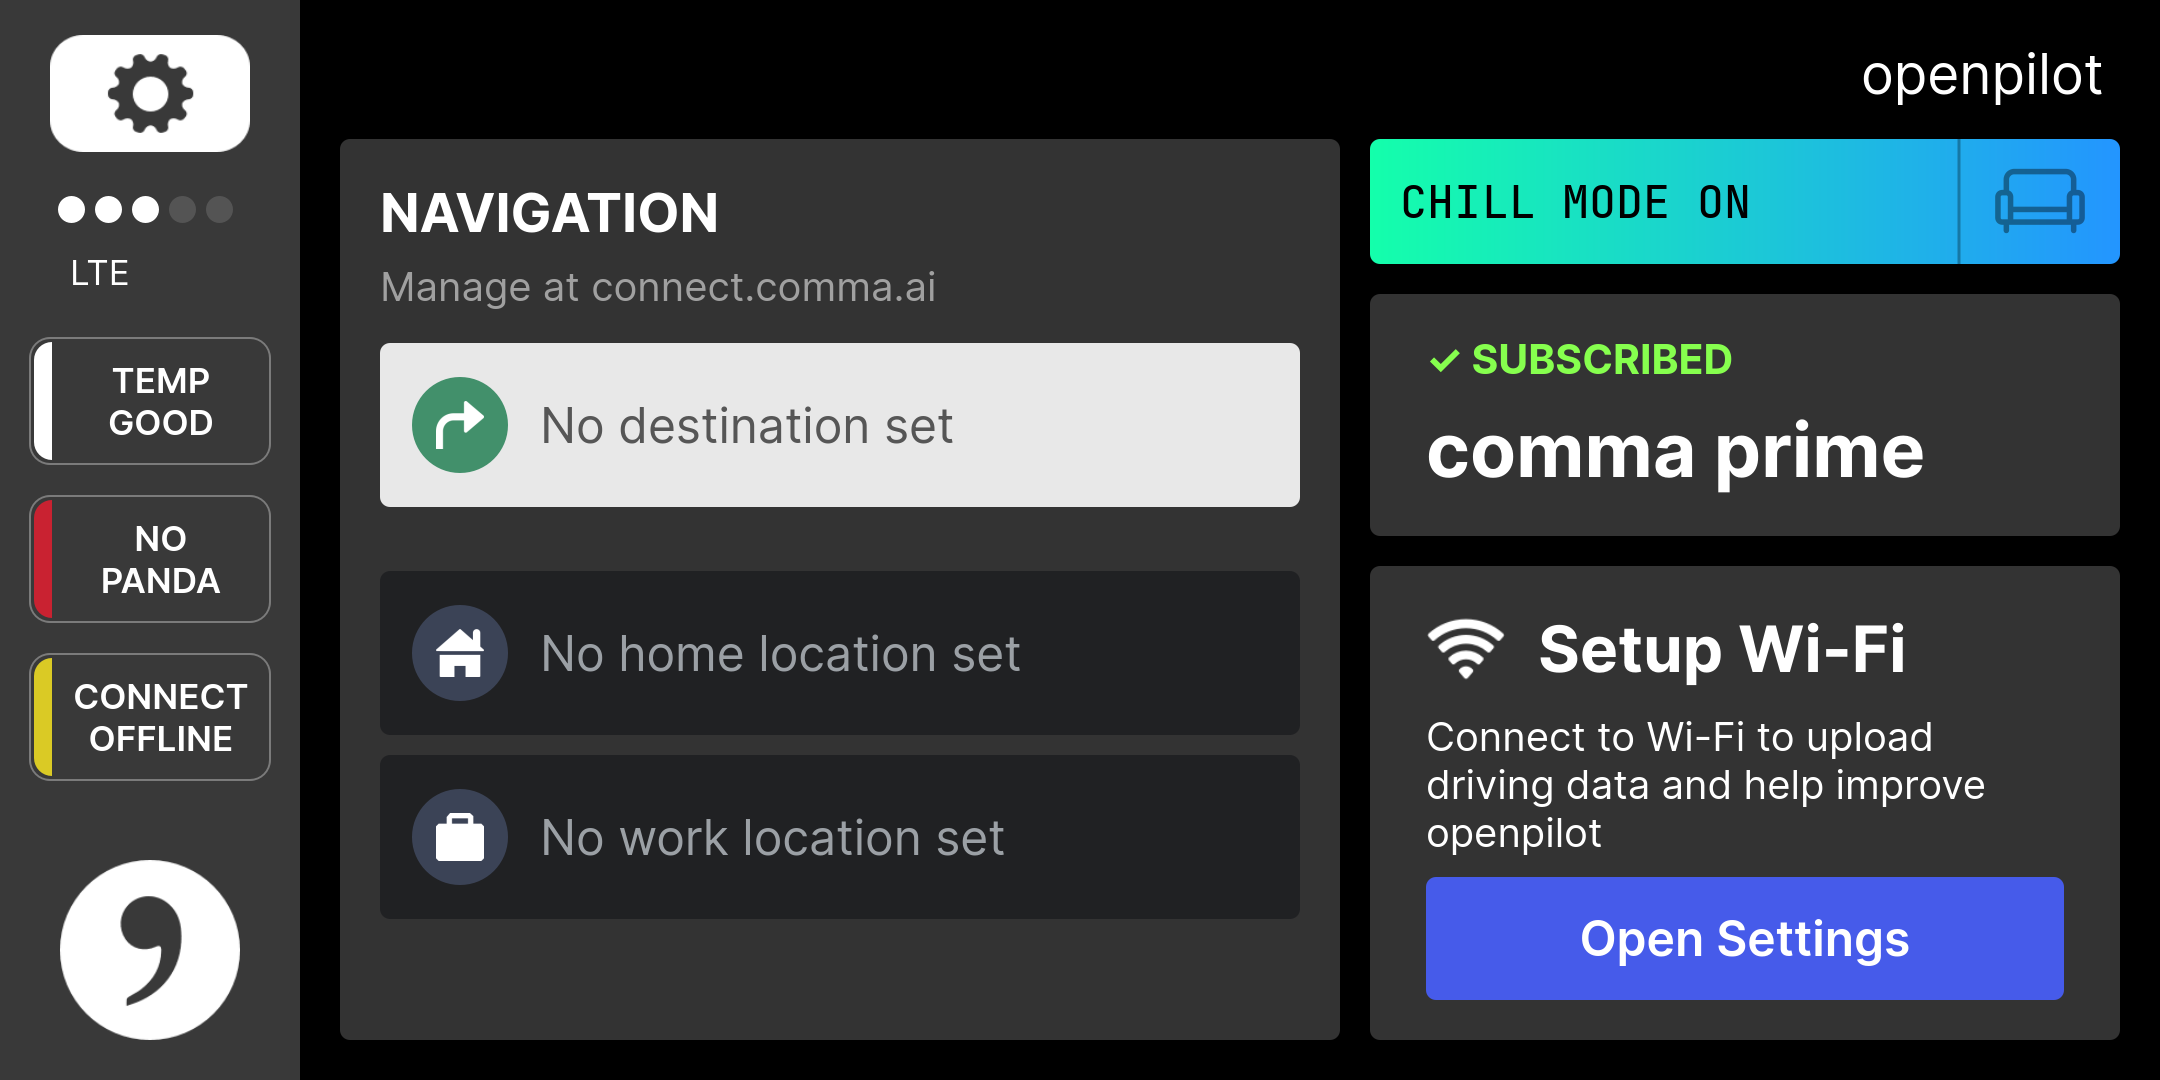 LTE
TEMP
GOOD
NO
PANDA
CONNECT
OFFLINE
openpilot
NAVIGATION
Manage at connect.comma.ai
No destination set
No home location set
No work location set
CHILL MODE ON
SUBSCRIBED
comma prime
Setup Wi-Fi
Connect to Wi-Fi to upload
driving data and help improve
openpilot
Open Settings